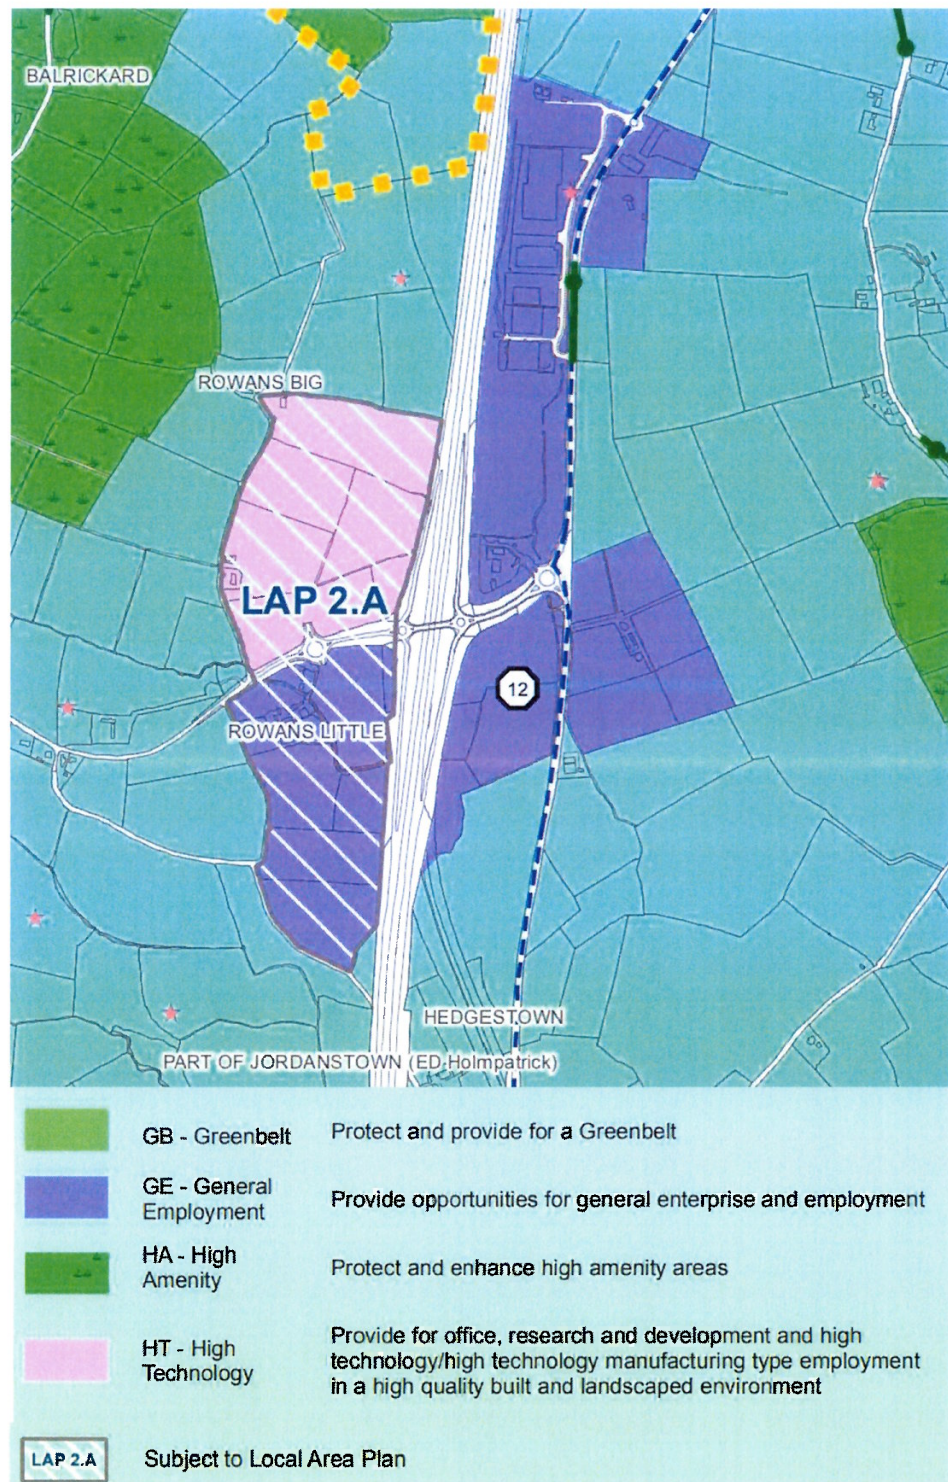 BALRICKARD
ROWANS BIG
LAP 2.A
12
ROWANS LITTLE
HEDGESTOWN
PART OF JORDANSTOWN (ED-Holmpatrick)
GB - Greenbelt
Protect and provide for a Greenbelt
GE - General
Employment
Provide opportunities for general enterprise and employment
HA - High
Amenity
Protect and enhance high amenity areas
HT - High
Technology
Provide for office, research and development and high
technology/high technology manufacturing type employment
in a high quality built and landscaped environment
LAP 2.A
Subject to Local Area Plan